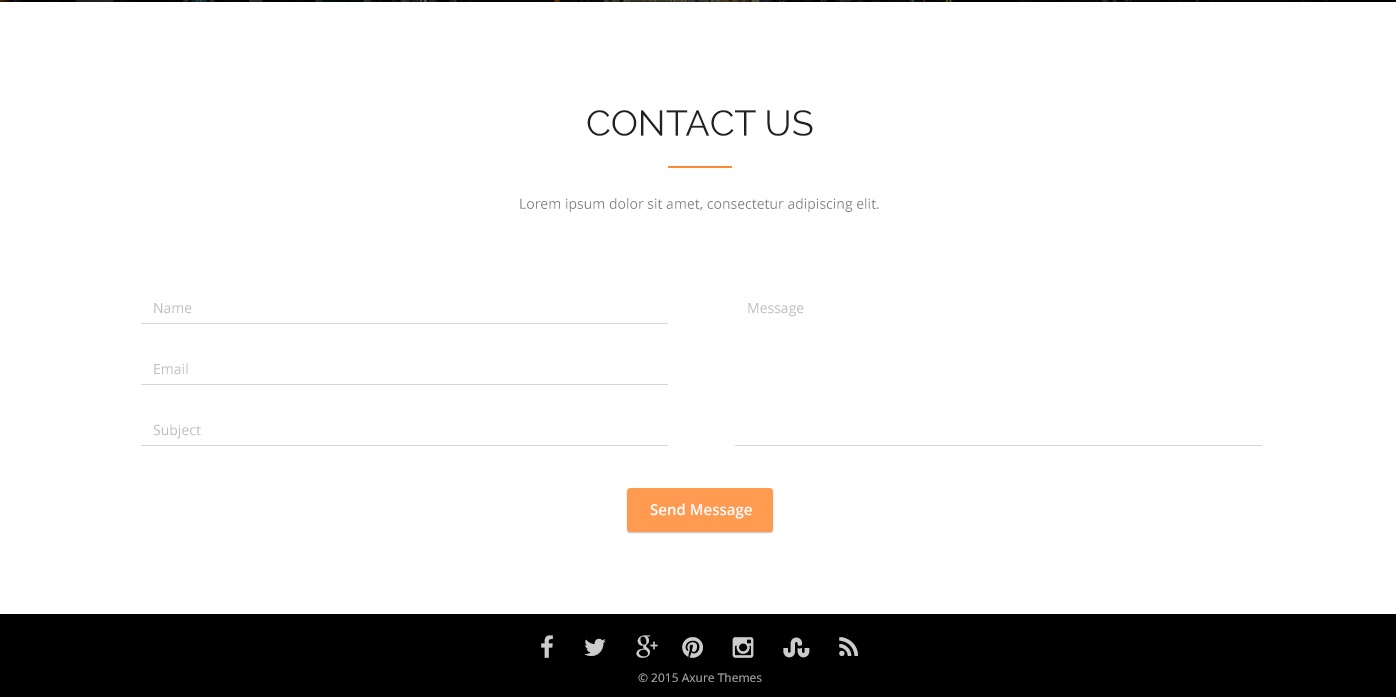 CONTACT US
Lorem ipsum dolor sit amet, consectetur adipiscing elit.
Name
Email
Subject
Message
Send Message
© 2015 Axure Themes